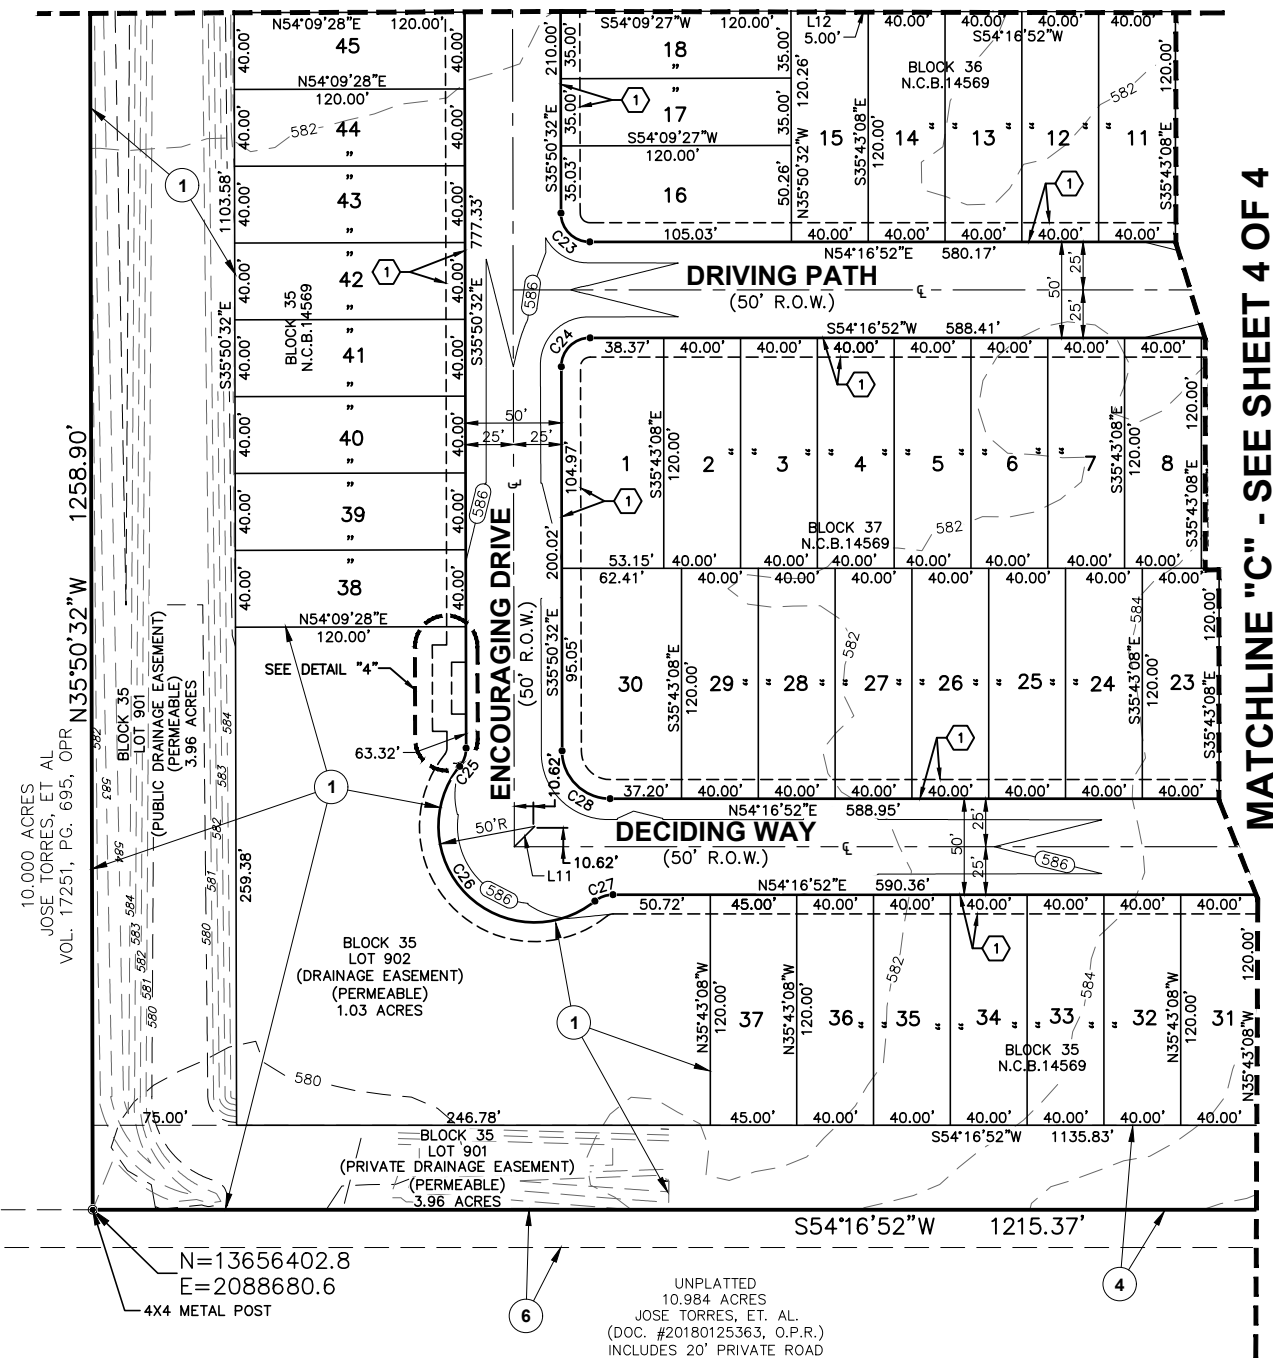 N54°09'28"E 120.00'
45
40.00'
40.00'
N54°09'28"E
120.00'
44
582
"
40.00'
40.00'
"
43
"
40.00'
40.00'
"
42
"
40.00'
40.00'
"
41
"
40.00'
40.00'
"
40
"
40.00'
40.00'
"
39
"
40.00'
40.00'
"
38
40.00'
40.00'
N54°09'28"E
120.00'
1103.58'
S35°50'32"E
BLOCK 35
N.C.B.14569
1
1
777.33'
S35°50'32"E
210.00'
35.00'
35.00'
35.03'
S35°50'32"E
S54°09'27"W 120.00'
18
"
"
17
S54°09'27"W
120.00'
16
35.00'
35.00'
50.26'
1
105.03'
L12
5.00'
120.26'
N35°50'32"W
15
S35°43'08"E
120.00'
BLOCK 36
N.C.B.14569
40.00' 40.00' 40.00' 40.00'
S54°16'52"W
14 " " 13 " " 12 " " 11
582
120.00'
S35°43'08"E
1
40.00' 40.00' 40.00' 40.00' 40.00'
N54°16'52"E 580.17'
C23
586
DRIVING PATH
(50' R.O.W.)
℄
50'
25'
25'
C24
S54°16'52"W 588.41'
38.37' 40.00' 40.00' 40.00' 40.00' 40.00' 40.00' 40.00'
1
50'
25' 25'
℄
104.97'
1
1
S35°43'08"E
120.00'
2 " " 3 " " 4 " " 5 " " 6 " " 7
S35°43'08"E
120.00'
8
120.00'
S35°43'08"E
BLOCK 37
N.C.B.14569
582
53.15' 40.00' 40.00' 40.00' 40.00' 40.00' 40.00' 40.00'
62.41' 40.00' 40.00' 40.00' 40.00' 40.00' 40.00' 40.00'
586
ENCOURAGING DRIVE
(50' R.O.W.)
200.02'
S35°50'32"E
95.05'
30
S35°43'08"E
120.00'
29 " " 28 " " 27 " " 26 " " 25 " " 24
582
584
S35°43'08"E
120.00'
23
120.00'
S35°43'08"E
1
37.20' 40.00' 40.00' 40.00' 40.00' 40.00' 40.00' 40.00'
N54°16'52"E 588.95'
SEE DETAIL "4"
63.32'
C25
10.62'
C28
50'R
10.62'
L11
C26
586
C27
DECIDING WAY
(50' R.O.W.)
℄
50'
25'
25'
586
N54°16'52"E 590.36'
50.72' 45.00' 40.00' 40.00' 40.00' 40.00' 40.00' 40.00'
1
N35°43'08"W
120.00'
37
N35°43'08"W
120.00'
36 " " 35 " " 34 " " 33 " " 32
582
584
N35°43'08"W
120.00'
31
120.00'
N35°43'08"W
BLOCK 35
N.C.B.14569
45.00' 40.00' 40.00' 40.00' 40.00' 40.00' 40.00'
S54°16'52"W 1135.83'
1258.90'
N35°50'32"W
10.000 ACRES
JOSE TORRES, ET AL
VOL. 17251, PG. 695, OPR
BLOCK 35
LOT 901
(PUBLIC DRAINAGE EASEMENT)
(PERMEABLE)
3.96 ACRES
582
583
584
584
583
582
581
580
584
583
582
581
580
1
259.38'
BLOCK 35
LOT 902
(DRAINAGE EASEMENT)
(PERMEABLE)
1.03 ACRES
1
580
75.00'
246.78'
BLOCK 35
LOT 901
(PRIVATE DRAINAGE EASEMENT)
(PERMEABLE)
3.96 ACRES
S54°16'52"W 1215.37'
N=13656402.8
E=2088680.6
4X4 METAL POST
6
4
UNPLATTED
10.984 ACRES
JOSE TORRES, ET. AL.
(DOC. #20180125363, O.P.R.)
INCLUDES 20' PRIVATE ROAD
MATCHLINE "C" - SEE SHEET 4 OF 4